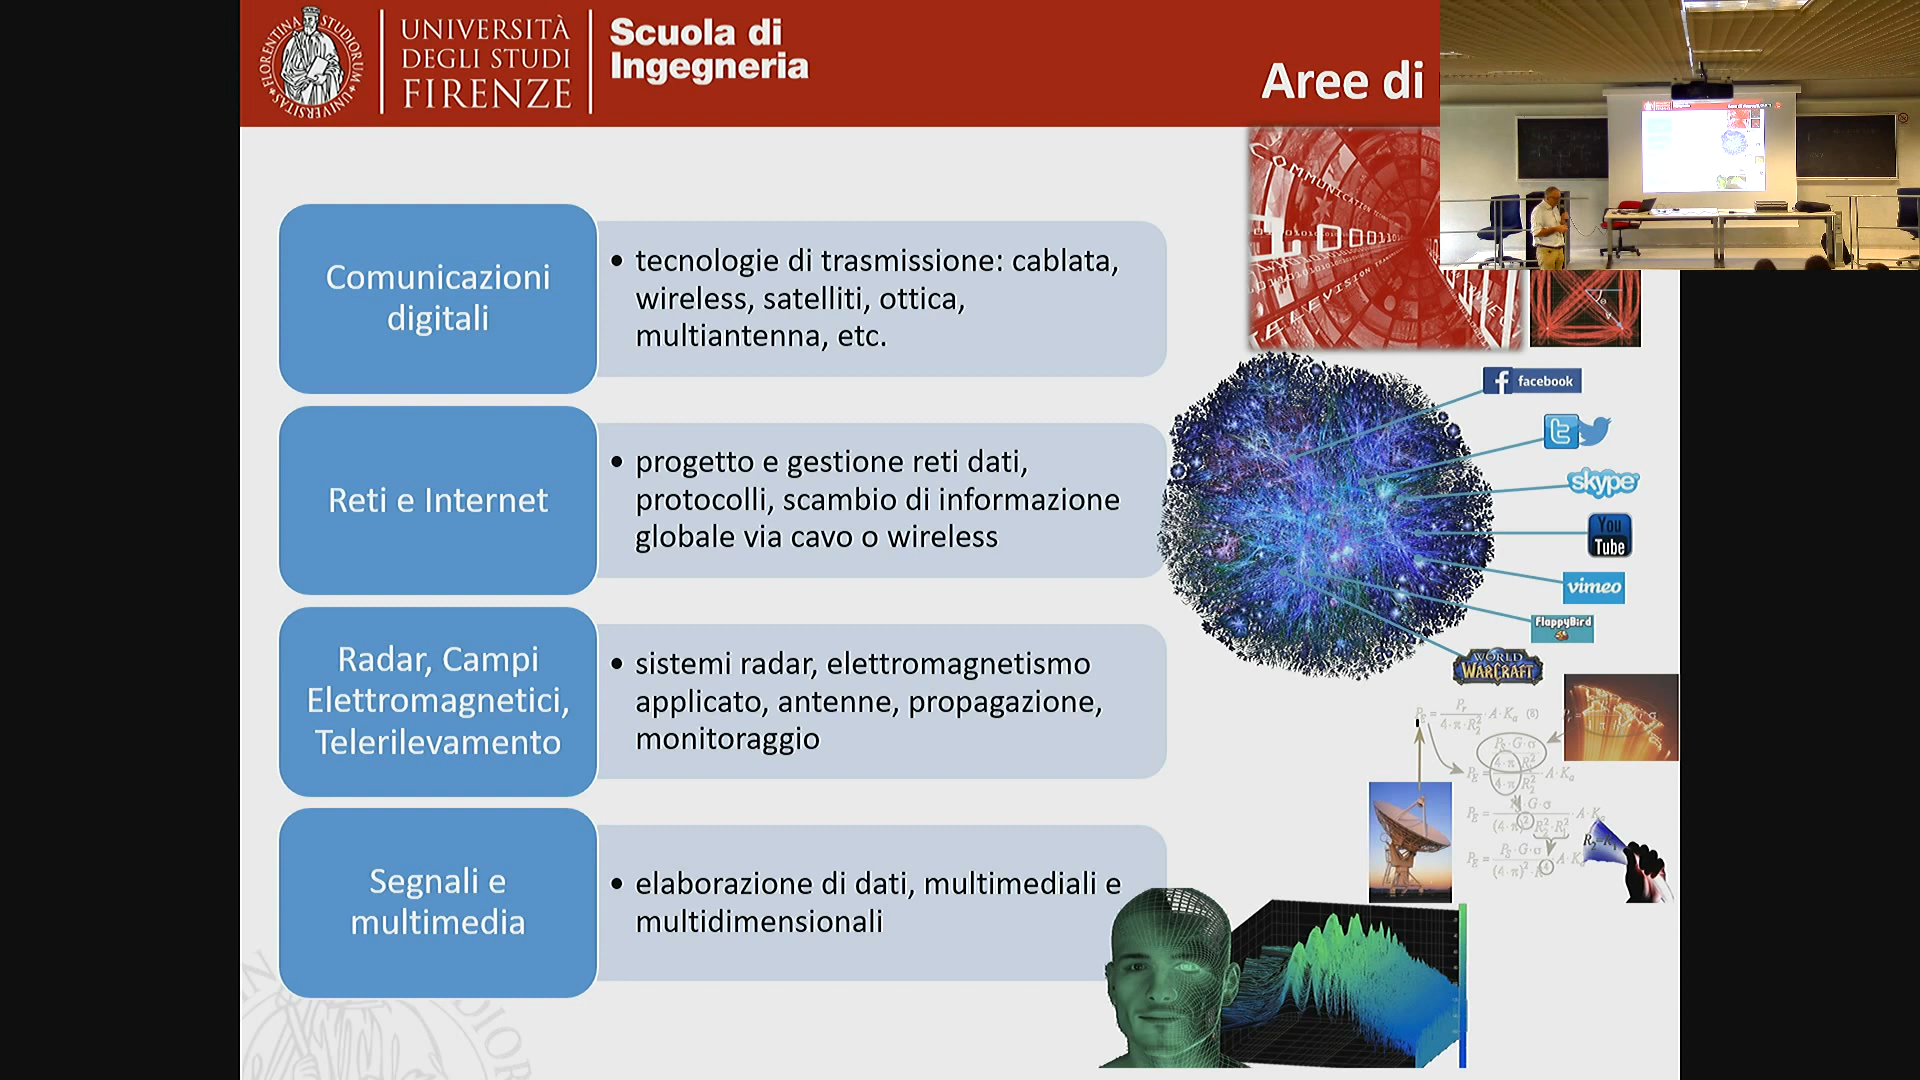 UNIVERSITÀ
DEGLI STUDI
FIRENZE
Scuola di
Ingegneria
Aree di
Comunicazioni
digitali
• tecnologie di trasmissione: cablata,
wireless, satelliti, ottica,
multiantenna, etc.
Reti e Internet
• progetto e gestione reti dati,
protocolli, scambio di informazione
globale via cavo o wireless
Radar, Campi
Elettromagnetici,
Telerilevamento
• sistemi radar, elettromagnetismo
applicato, antenne, propagazione,
monitoraggio
Segnali e
multimedia
• elaborazione di dati, multimediali e
multidimensionali
COMMUNICATION
TELEVISION
facebook
skype
You
Tube
vimeo
FlappyBird
WORLD
WARCRAFT